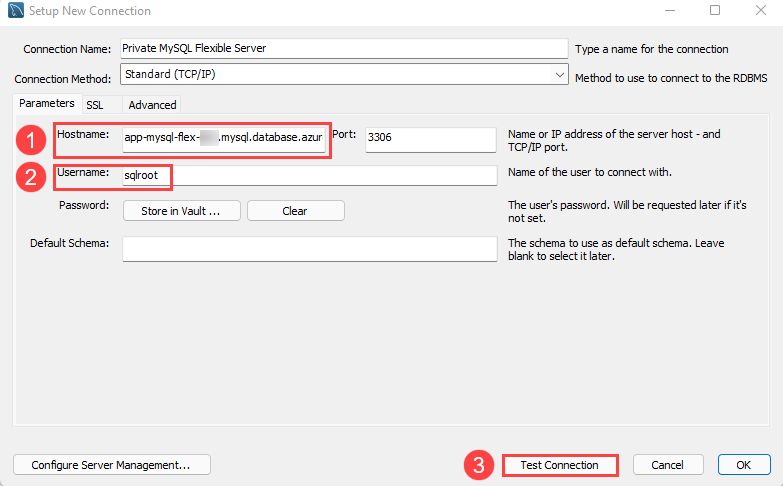 Setup New Connection
Connection Name: Private MySQL Flexible Server Type a name for the connection
Connection Method: Standard (TCP/IP) Method to use to connect to the RDBMS
Parameters SSL Advanced
1 Hostname: app-mysql-flex- .mysql.database.azur Port: 3306 Name or IP address of the server host - and
TCP/IP port.
2 Username: sqlroot Name of the user to connect with.
Password: Store in Vault ... Clear The user's password. Will be requested later if it's
not set.
Default Schema: The schema to use as default schema. Leave
blank to select it later.
Configure Server Management... 3 Test Connection Cancel OK